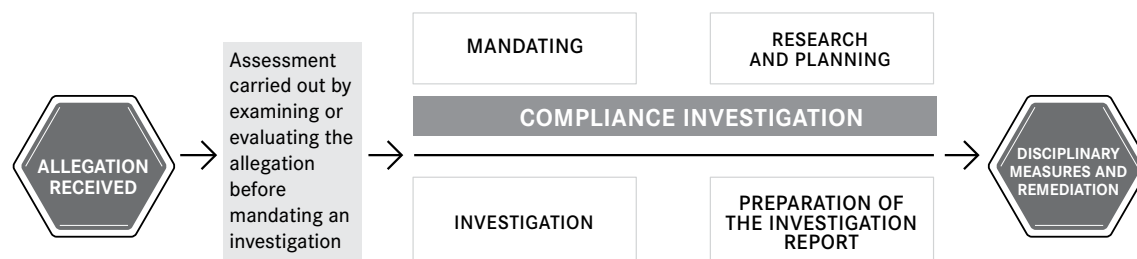 ALLEGATION
RECEIVED
Assessment
carried out by
examining or
evaluating the
allegation
before
mandating an
investigation
MANDATING
RESEARCH
AND PLANNING
COMPLIANCE INVESTIGATION
INVESTIGATION
PREPARATION OF
THE INVESTIGATION
REPORT
DISCIPLINARY
MEASURES AND
REMEDIATION